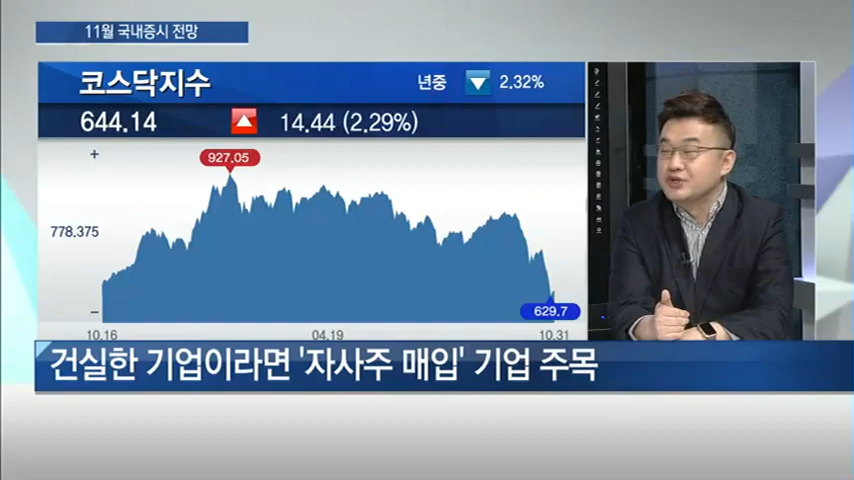 11월 국내증시 전망
코스닥지수 년중 ▼ 2.32%
644.14 ▲ 14.44 (2.29%)
+
927.05
778.375
629.7
−
10.16 04.19 10.31
건실한 기업이라면 '자사주 매입' 기업 주목